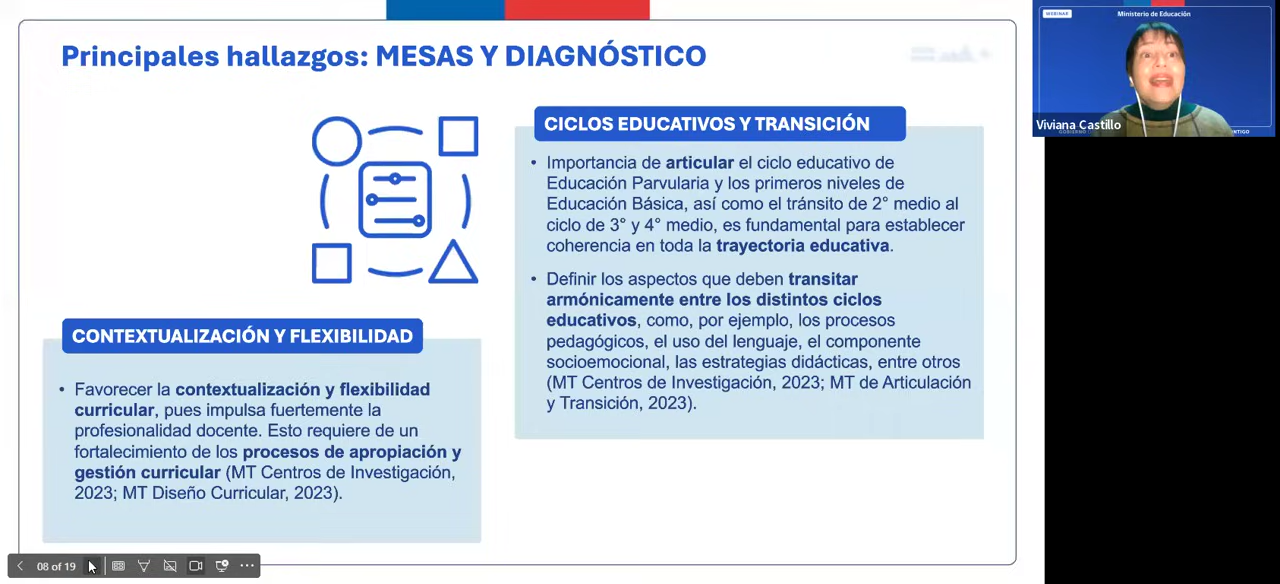 Principales hallazgos: MESAS Y DIAGNÓSTICO
CONTEXTUALIZACIÓN Y FLEXIBILIDAD
• Favorecer la contextualización y flexibilidad
curricular, pues impulsa fuertemente la
profesionalidad docente. Esto requiere de un
fortalecimiento de los procesos de apropiación y
gestión curricular (MT Centros de Investigación,
2023; MT Diseño Curricular, 2023).
CICLOS EDUCATIVOS Y TRANSICIÓN
• Importancia de articular el ciclo educativo de
Educación Parvularia y los primeros niveles de
Educación Básica, así como el tránsito de 2° medio al
ciclo de 3° y 4° medio, es fundamental para establecer
coherencia en toda la trayectoria educativa.
• Definir los aspectos que deben transitar
armónicamente entre los distintos ciclos
educativos, como, por ejemplo, los procesos
pedagógicos, el uso del lenguaje, el componente
socioemocional, las estrategias didácticas, entre otros
(MT Centros de Investigación, 2023; MT de Articulación
y Transición, 2023).
08 of 19
WEBINAR
Ministerio de Educación
Viviana Castillo